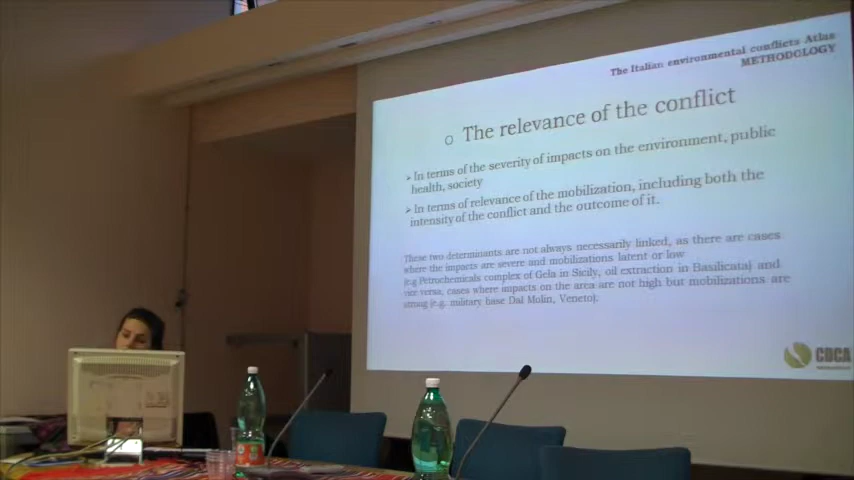 The Italian environmental conflicts Atlas
METHODOLOGY
o The relevance of the conflict
➢ In terms of the severity of impacts on the environment, public
health, society
➢ In terms of relevance of the mobilization, including both the
intensity of the conflict and the outcome of it.
These two determinants are not always necessarily linked, as there are cases
where the impacts are severe and mobilizations latent or low
(e.g Petrochemicals complex of Gela in Sicily, oil extraction in Basilicata) and
vice versa, cases where impacts on the area are not high but mobilizations are
strong (e.g. military base Dal Molin, Veneto).
CDCA